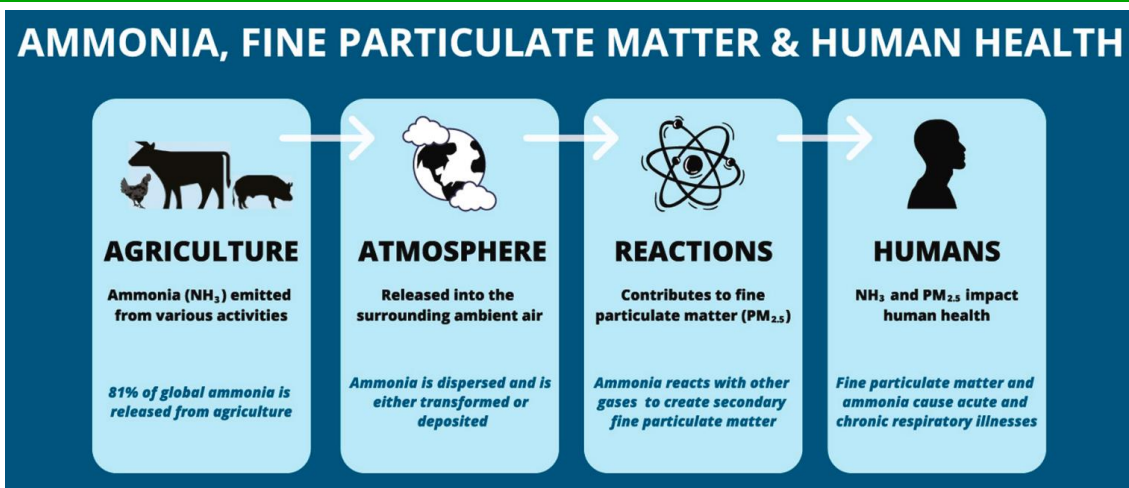 AMMONIA, FINE PARTICULATE MATTER & HUMAN HEALTH
AGRICULTURE
Ammonia (NH₃) emitted
from various activities
81% of global ammonia is
released from agriculture
ATMOSPHERE
Released into the
surrounding ambient air
Ammonia is dispersed and is
either transformed or
deposited
REACTIONS
Contributes to fine
particulate matter (PM₂.₅)
Ammonia reacts with other
gases to create secondary
fine particulate matter
HUMANS
NH₃ and PM₂.₅ impact
human health
Fine particulate matter and
ammonia cause acute and
chronic respiratory illnesses